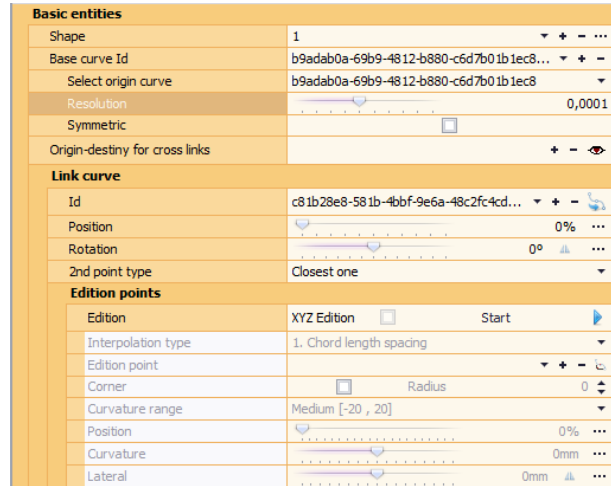 Basic entities
Shape 1
Base curve Id b9adab0a-69b9-4812-b880-c6d7b01b1ec8...
Select origin curve b9adab0a-69b9-4812-b880-c6d7b01b1ec8
Resolution 0,0001
Symmetric
Origin-destiny for cross links
Link curve
Id c81b28e8-581b-4bbf-9e6a-48c2fc4cd...
Position 0% ...
Rotation 0º ...
2nd point type Closest one
Edition points
Edition XYZ Edition Start
Interpolation type 1. Chord length spacing
Edition point
Corner Radius 0
Curvature range Medium [-20 , 20]
Position 0% ...
Curvature 0mm ...
Lateral 0mm ...